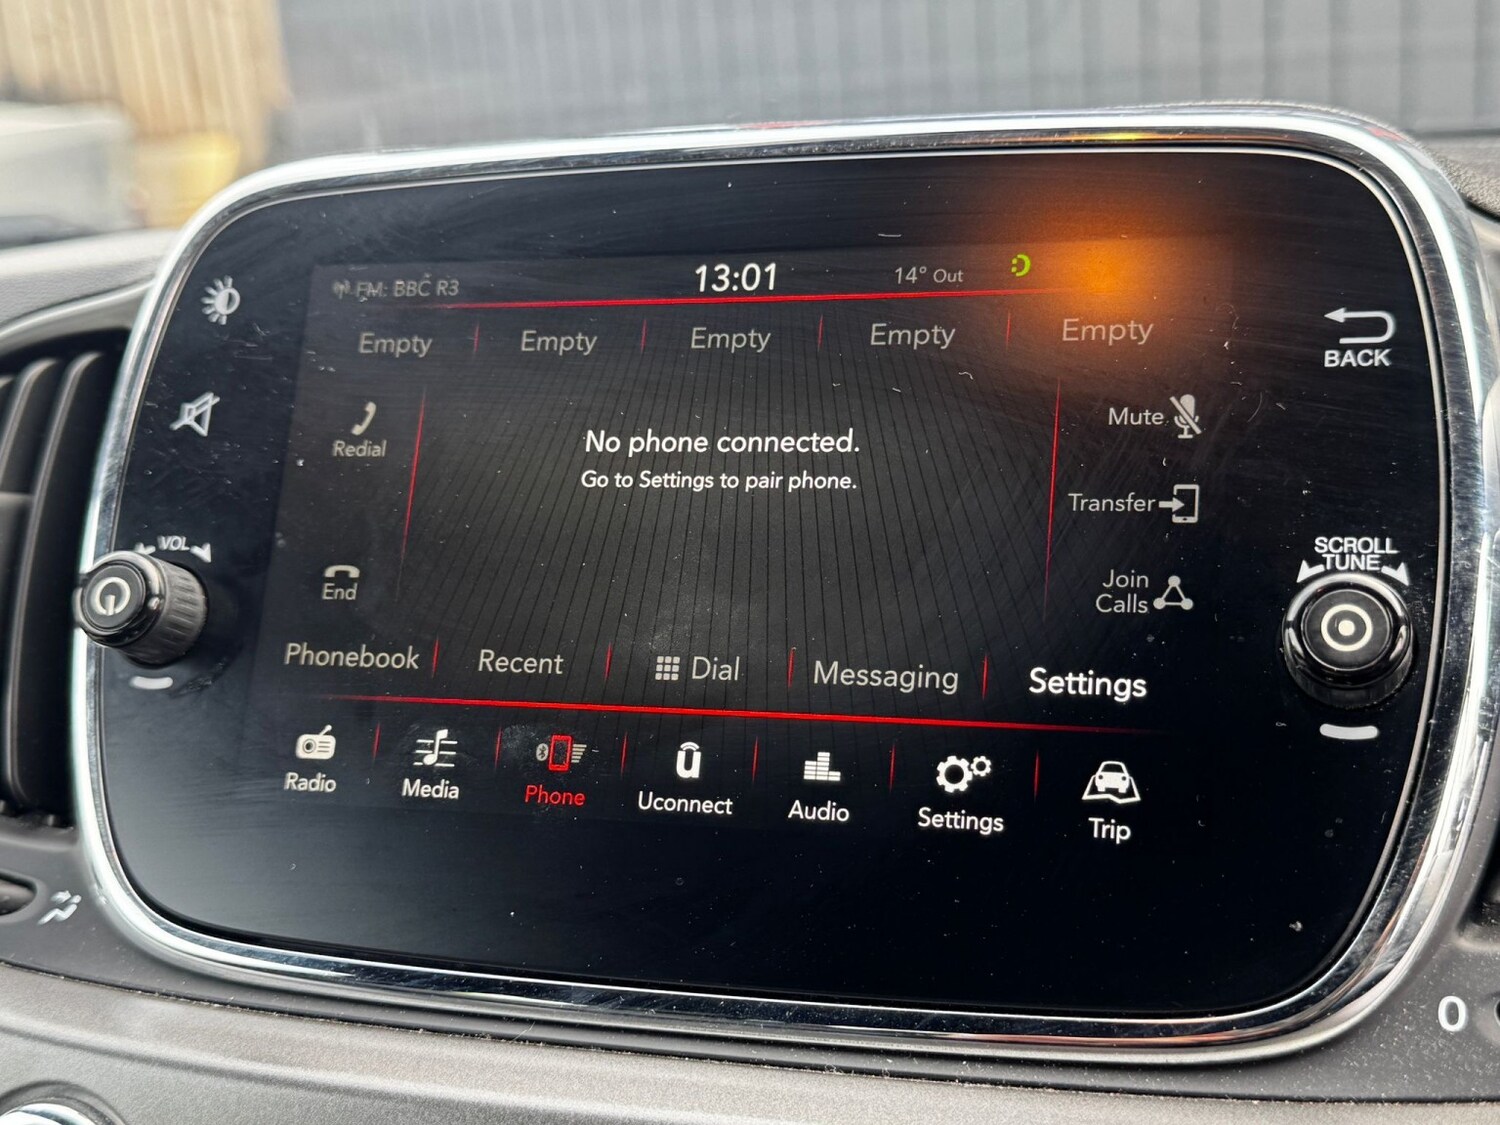 FM: BBC R3
13:01
14° Out
Empty
Empty
Empty
Empty
Empty
BACK
Redial
No phone connected.
Go to Settings to pair phone.
Mute
Transfer
VOL
SCROLL
TUNE
End
Join
Calls
Phonebook
Recent
Dial
Messaging
Settings
Radio
Media
Phone
u
Uconnect
Audio
Settings
Trip
0